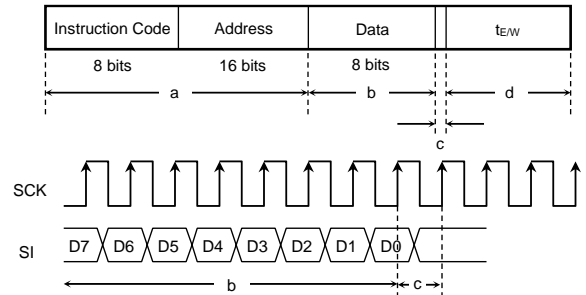 Instruction Code Address Data tE/W
8 bits 16 bits 8 bits
a b d
c
SCK
SI D7 D6 D5 D4 D3 D2 D1 D0
b c